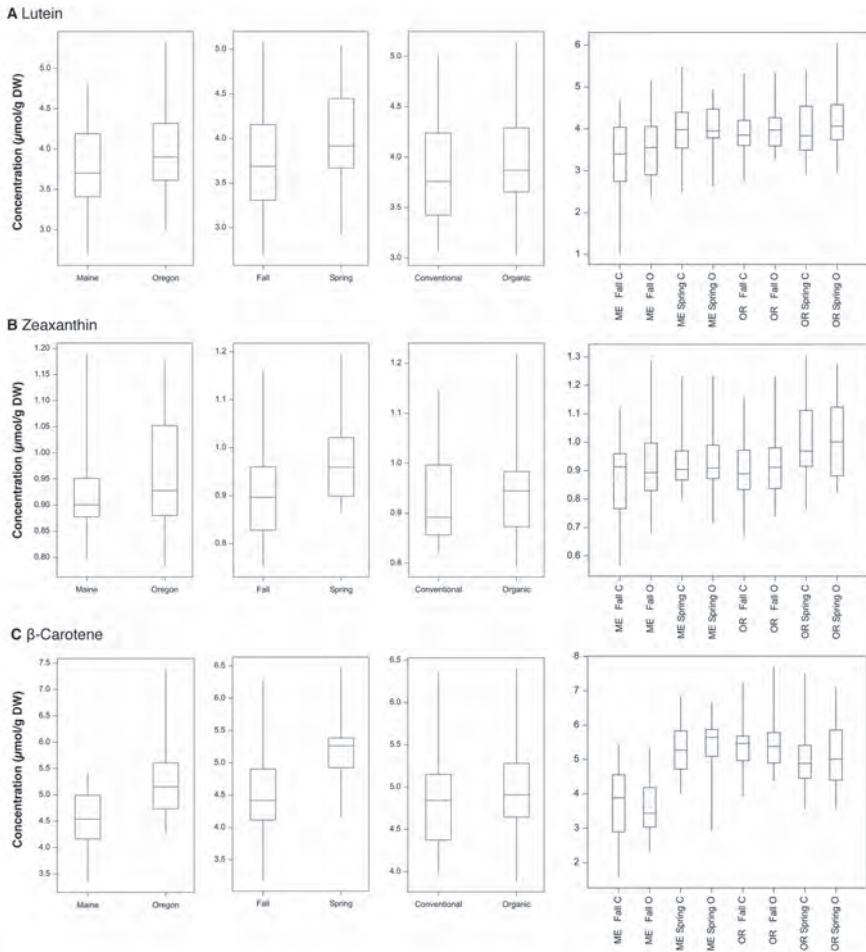 A Lutein
Concentration (µmol/g DW)
5.0
4.5
4.0
3.5
3.0
Maine Oregon
5.0
4.5
4.0
3.5
3.0
Fall Spring
5.0
4.5
4.0
3.5
3.0
Conventional Organic
6
5
4
3
2
1
ME Fall C
ME Fall O
ME Spring C
ME Spring O
OR Fall C
OR Fall O
OR Spring C
OR Spring O
B Zeaxanthin
Concentration (µmol/g DW)
1.20
1.15
1.10
1.05
1.00
0.95
0.90
0.85
0.80
Maine Oregon
1.2
1.1
1.0
0.9
0.8
Fall Spring
1.2
1.1
1.0
0.9
0.8
Conventional Organic
1.3
1.2
1.1
1.0
0.9
0.8
0.7
0.6
ME Fall C
ME Fall O
ME Spring C
ME Spring O
OR Fall C
OR Fall O
OR Spring C
OR Spring O
C β-Carotene
Concentration (µmol/g DW)
7.5
7.0
6.5
6.0
5.5
5.0
4.5
4.0
3.5
Maine Oregon
6.5
6.0
5.5
5.0
4.5
4.0
3.5
Fall Spring
6.5
6.0
5.5
5.0
4.5
4.0
Conventional Organic
8
7
6
5
4
3
2
ME Fall C
ME Fall O
ME Spring C
ME Spring O
OR Fall C
OR Fall O
OR Spring C
OR Spring O